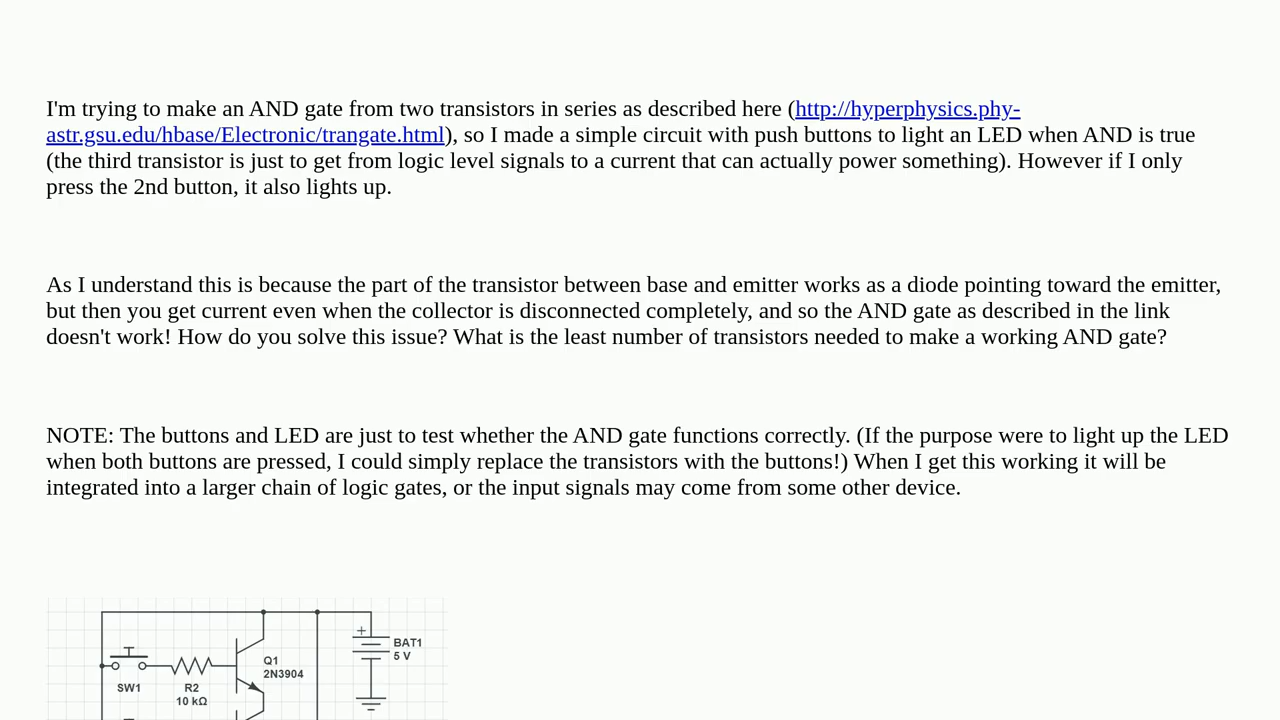 I'm trying to make an AND gate from two transistors in series as described here (http://hyperphysics.phy-
astr.gsu.edu/hbase/Electronic/trangate.html), so I made a simple circuit with push buttons to light an LED when AND is true
(the third transistor is just to get from logic level signals to a current that can actually power something). However if I only
press the 2nd button, it also lights up.
As I understand this is because the part of the transistor between base and emitter works as a diode pointing toward the emitter,
but then you get current even when the collector is disconnected completely, and so the AND gate as described in the link
doesn't work! How do you solve this issue? What is the least number of transistors needed to make a working AND gate?
NOTE: The buttons and LED are just to test whether the AND gate functions correctly. (If the purpose were to light up the LED
when both buttons are pressed, I could simply replace the transistors with the buttons!) When I get this working it will be
integrated into a larger chain of logic gates, or the input signals may come from some other device.
+
BAT1
5 V
Q1
2N3904
SW1
R2
10 kΩ